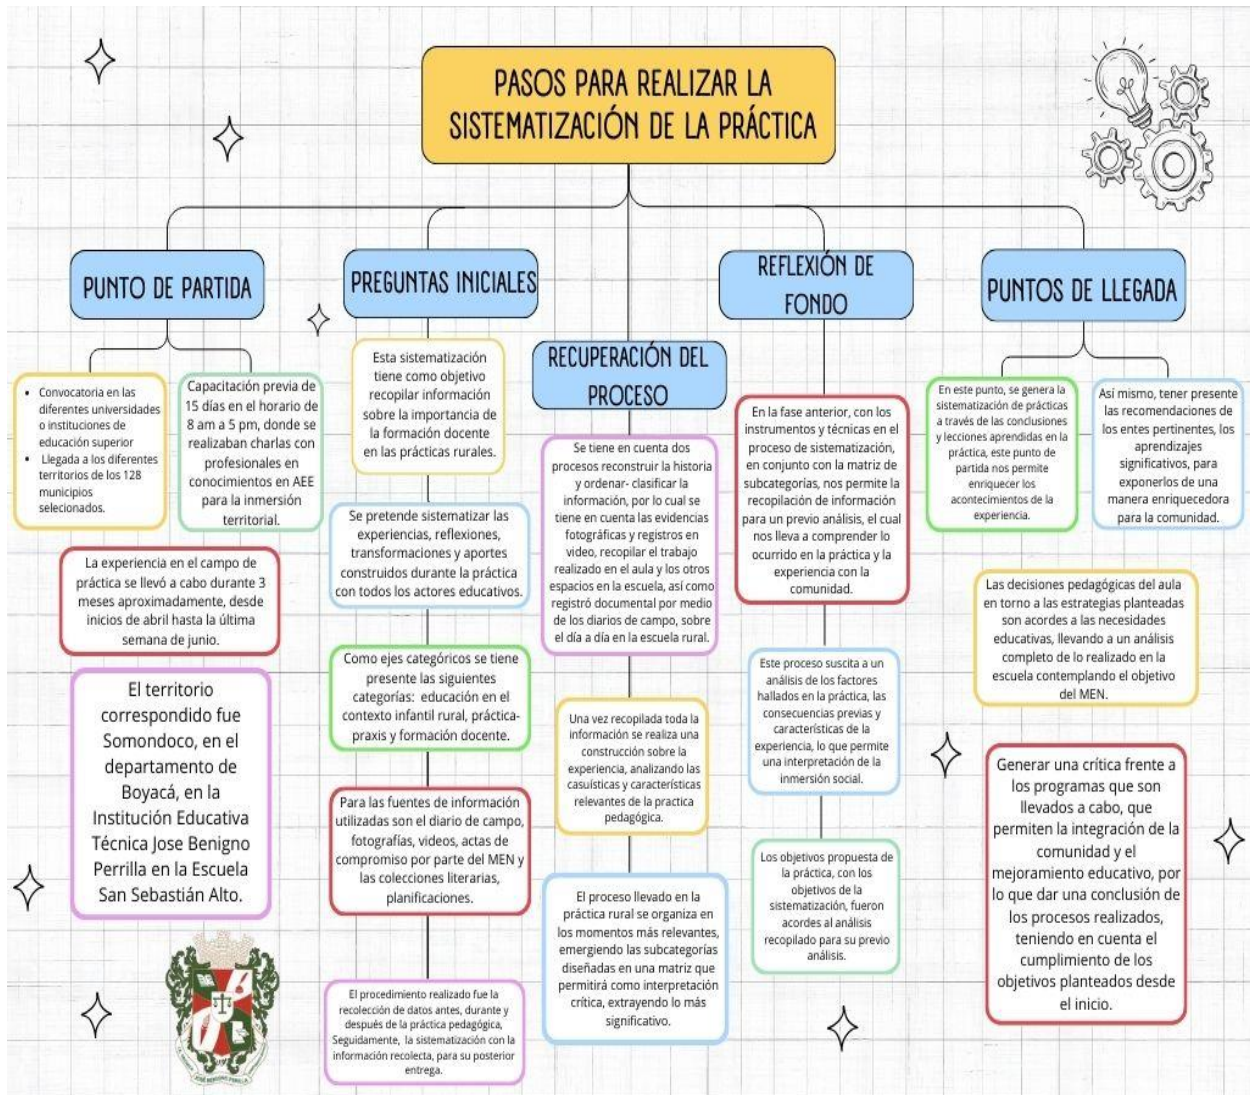 PASOS PARA REALIZAR LA
SISTEMATIZACIÓN DE LA PRÁCTICA
PUNTO DE PARTIDA
• Convocatoria en las
diferentes universidades
o instituciones de
educación superior
• Llegada a los diferentes
territorios de los 128
municipios
selecionados.
Capacitación previa de
15 días en el horario de
8 am a 5 pm, donde se
realizaban charlas con
profesionales en
conocimientos en AEE
para la inmersión
territorial.
La experiencia en el campo de
práctica se llevó a cabo durante 3
meses aproximadamente, desde
inicios de abril hasta la última
semana de junio.
El territorio
correspondido fue
Somondoco, en el
departamento de
Boyacá, en la
Institución Educativa
Técnica Jose Benigno
Perrilla en la Escuela
San Sebastián Alto.
JOSÉ BENIGNO PERILLA
PREGUNTAS INICIALES
Esta sistematización
tiene como objetivo
recopilar información
sobre la importancia de
la formación docente
en las prácticas rurales.
Se pretende sistematizar las
experiencias, reflexiones,
transformaciones y aportes
construidos durante la práctica
con todos los actores educativos.
Como ejes categóricos se tiene
presente las siguientes
categorías: educación en el
contexto infantil rural, práctica-
praxis y formación docente.
Para las fuentes de información
utilizadas son el diario de campo,
fotografías, videos, actas de
compromiso por parte del MEN y
las colecciones literarias,
planificaciones.
El procedimiento realizado fue la
recolección de datos antes, durante y
después de la práctica pedagógica,
Seguidamente, la sistematización con la
información recolecta, para su posterior
entrega.
RECUPERACIÓN DEL
PROCESO
Se tiene en cuenta dos
procesos reconstruir la historia
y ordenar- clasificar la
información, por lo cual se
tiene en cuenta las evidencias
fotográficas y registros en
video, recopilar el trabajo
realizado en el aula y los otros
espacios en la escuela, así como
registró documental por medio
de los diarios de campo, sobre
el día a día en la escuela rural.
Una vez recopilada toda la
información se realiza una
construcción sobre la
experiencia, analizando las
casuísticas y características
relevantes de la practica
pedagógica.
El proceso llevado en la
práctica rural se organiza en
los momentos más relevantes,
emergiendo las subcategorías
diseñadas en una matriz que
permitirá como interpretación
crítica, extrayendo lo más
significativo.
REFLEXIÓN DE
FONDO
En la fase anterior, con los
instrumentos y técnicas en el
proceso de sistematización,
en conjunto con la matriz de
subcategorías, nos permite la
recopilación de información
para un previo análisis, el cual
nos lleva a comprender lo
ocurrido en la práctica y la
experiencia con la
comunidad.
Este proceso suscita a un
análisis de los factores
hallados en la práctica, las
consecuencias previas y
características de la
experiencia, lo que permite
una interpretación de la
inmersión social.
Los objetivos propuesta de
la práctica, con los
objetivos de la
sistematización, fueron
acordes al análisis
recopilado para su previo
análisis.
PUNTOS DE LLEGADA
En este punto, se genera la
sistematización de prácticas
a través de las conclusiones
y lecciones aprendidas en la
práctica, este punto de
partida nos permite
enriquecer los
acontecimientos de la
experiencia.
Así mismo, tener presente
las recomendaciones de
los entes pertinentes, los
aprendizajes
significativos, para
exponerlos de una
manera enriquecedora
para la comunidad.
Las decisiones pedagógicas del aula
en torno a las estrategias planteadas
son acordes a las necesidades
educativas, llevando a un análisis
completo de lo realizado en la
escuela contemplando el objetivo
del MEN.
Generar una crítica frente a
los programas que son
llevados a cabo, que
permiten la integración de la
comunidad y el
mejoramiento educativo, por
lo que dar una conclusión de
los procesos realizados,
teniendo en cuenta el
cumplimiento de los
objetivos planteados desde
el inicio.